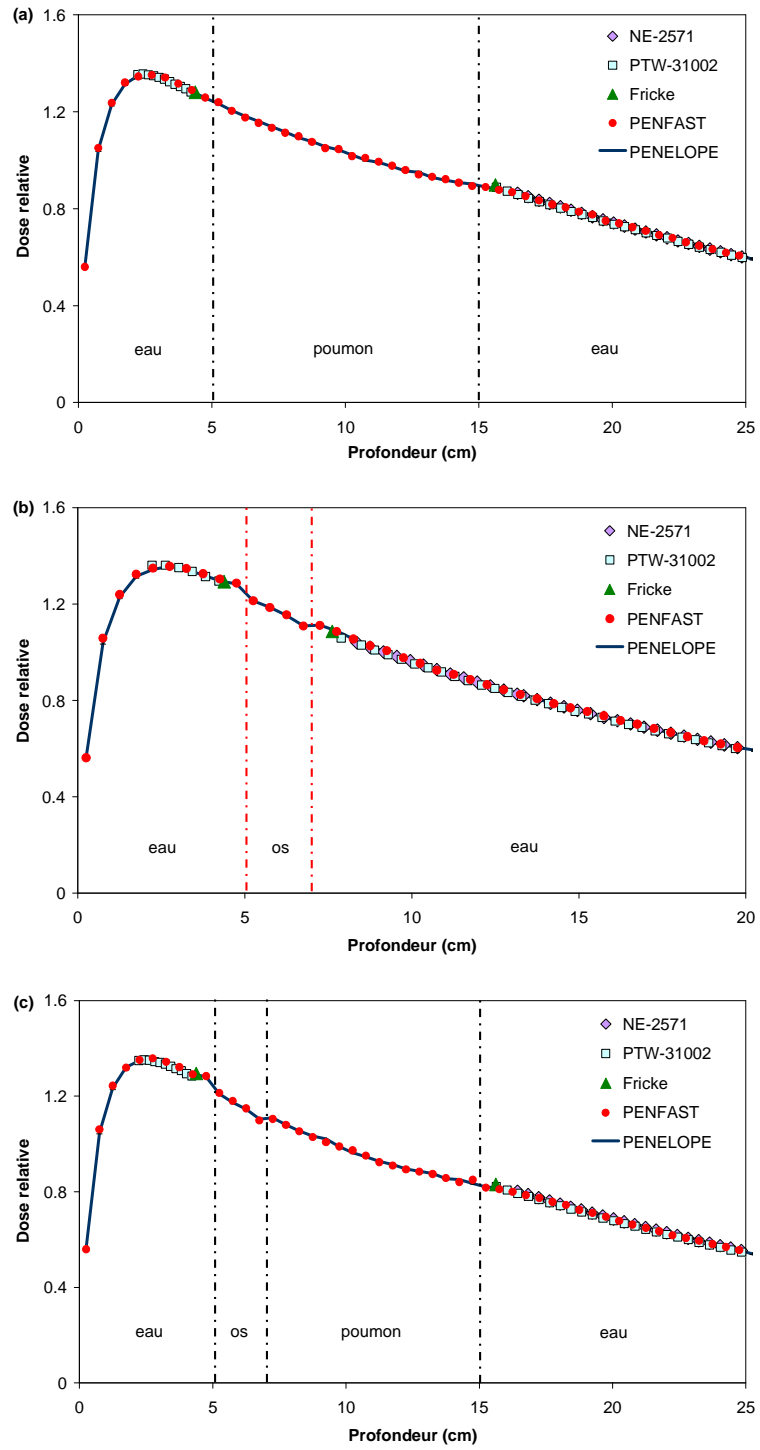 (a)
1.6
1.2
0.8
0.4
0
Dose relative
NE-2571
PTW-31002
Fricke
PENFAST
PENELOPE
eau
poumon
eau
0 5 10 15 20 25
Profondeur (cm)
(b)
1.6
1.2
0.8
0.4
0
Dose relative
NE-2571
PTW-31002
Fricke
PENFAST
PENELOPE
eau
os
eau
0 5 10 15 20
Profondeur (cm)
(c)
1.6
1.2
0.8
0.4
0
Dose relative
NE-2571
PTW-31002
Fricke
PENFAST
PENELOPE
eau
os
poumon
eau
0 5 10 15 20 25
Profondeur (cm)